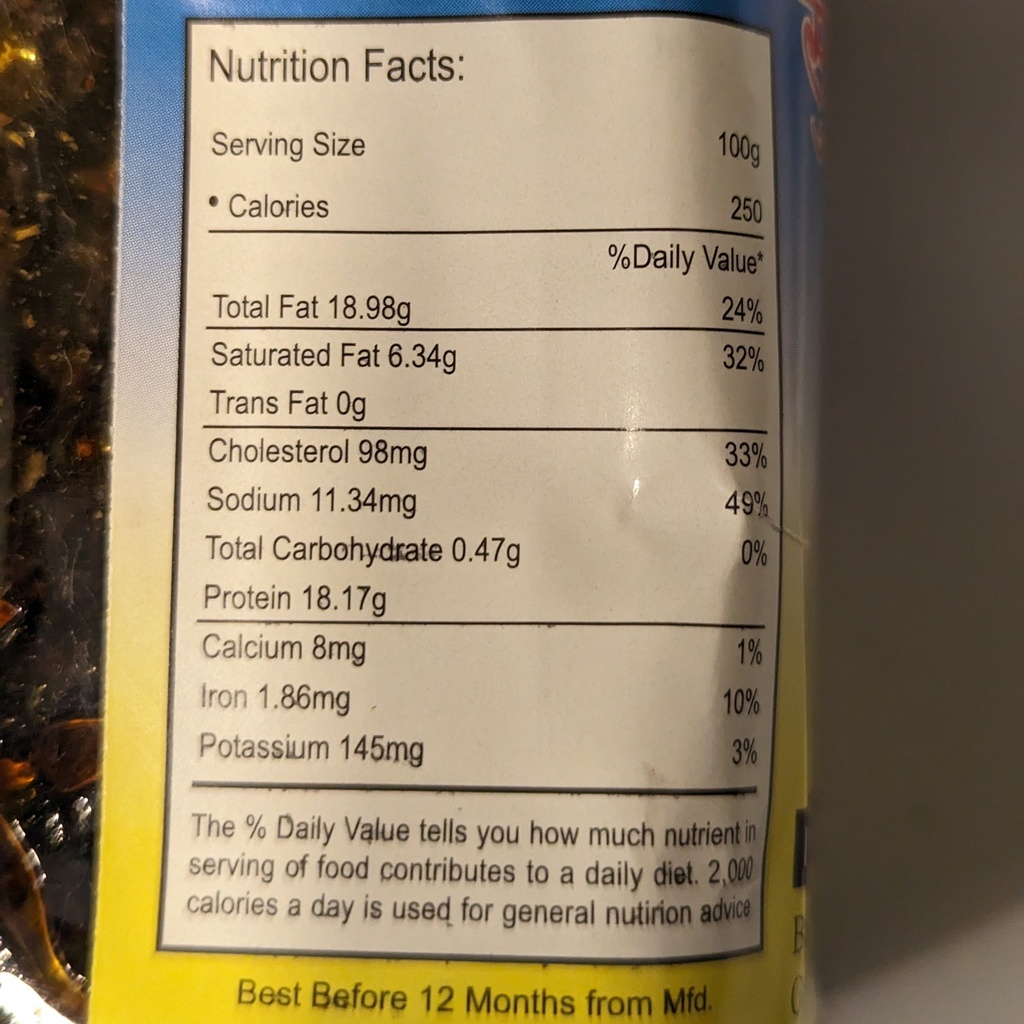 Nutrition Facts:
Serving Size 100g
• Calories 250
%Daily Value*
Total Fat 18.98g 24%
Saturated Fat 6.34g 32%
Trans Fat 0g
Cholesterol 98mg 33%
Sodium 11.34mg 49%
Total Carbohydrate 0.47g 0%
Protein 18.17g
Calcium 8mg 1%
Iron 1.86mg 10%
Potassium 145mg 3%
The % Daily Value tells you how much nutrient in
serving of food contributes to a daily diet. 2,000
calories a day is used for general nutirion advice
Best Before 12 Months from Mfd.